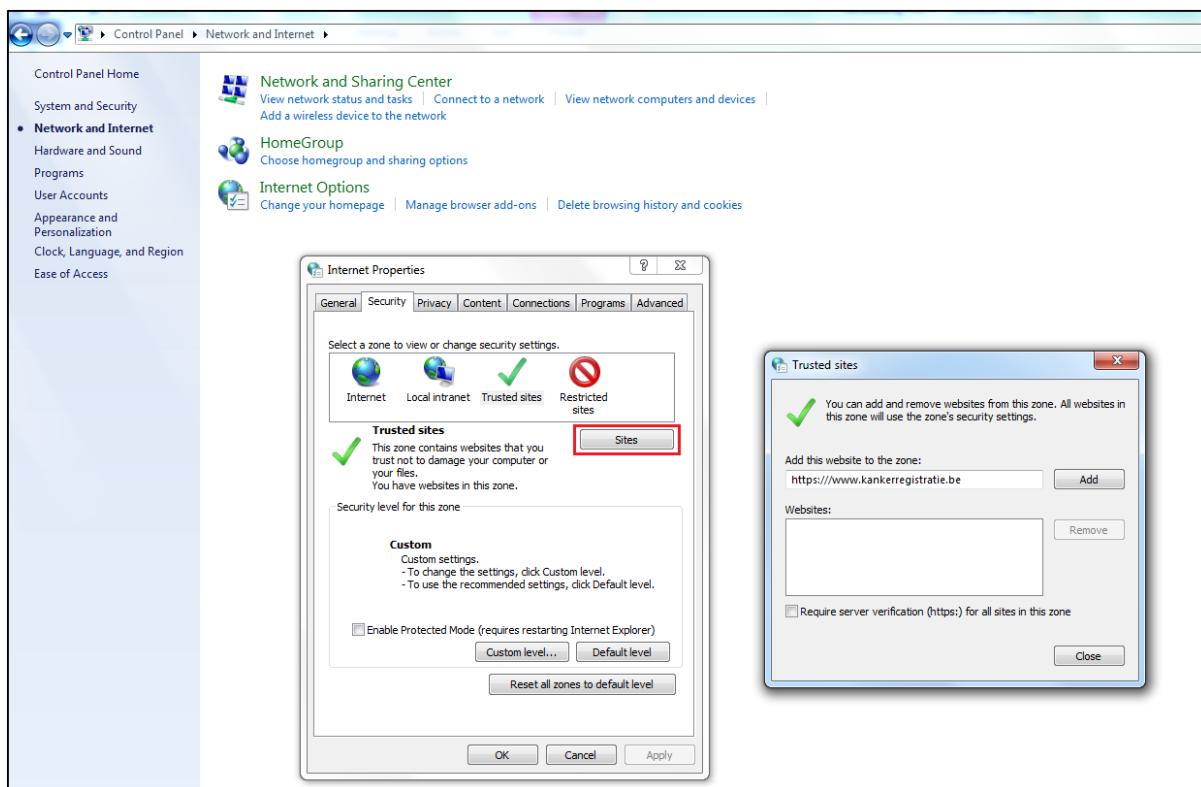 Control Panel Network and Internet
Control Panel Home
System and Security
Network and Internet
Hardware and Sound
Programs
User Accounts
Appearance and
Personalization
Clock, Language, and Region
Ease of Access
Network and Sharing Center
View network status and tasks Connect to a network View network computers and devices
Add a wireless device to the network
HomeGroup
Choose homegroup and sharing options
Internet Options
Change your homepage Manage browser add-ons Delete browsing history and cookies
Internet Properties
General Security Privacy Content Connections Programs Advanced
Select a zone to view or change security settings.
Internet Local intranet Trusted sites Restricted
sites
Trusted sites
Sites
This zone contains websites that you
trust not to damage your computer or
your files.
You have websites in this zone.
Security level for this zone
Custom
Custom settings.
- To change the settings, click Custom level.
- To use the recommended settings, click Default level.
Enable Protected Mode (requires restarting Internet Explorer)
Custom level... Default level
Reset all zones to default level
OK Cancel Apply
Trusted sites
You can add and remove websites from this zone. All websites in
this zone will use the zone's security settings.
Add this website to the zone:
https:///www.kankerregistratie.be Add
Websites:
Remove
Require server verification (https:) for all sites in this zone
Close